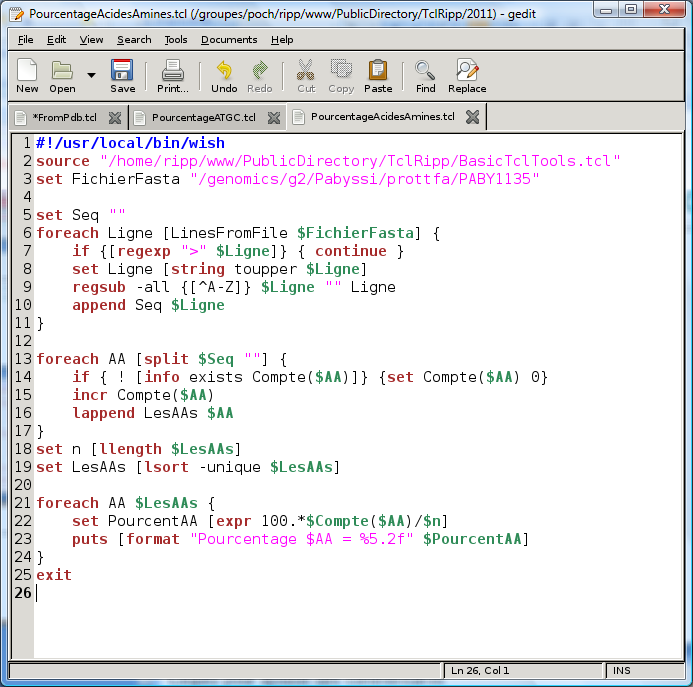 PourcentageAcidesAmines.tcl (/groupes/poch/ripp/www/PublicDirectory/TclRipp/2011) - gedit
File Edit View Search Tools Documents Help
New Open Save Print... Undo Redo Cut Copy Paste Find Replace
*FromPdb.tcl PourcentageATGC.tcl PourcentageAcidesAmines.tcl
1 #!/usr/local/bin/wish
2 source "/home/ripp/www/PublicDirectory/TclRipp/BasicTclTools.tcl"
3 set FichierFasta "/genomics/g2/Pabyssi/prottfa/PABY1135"
4
5 set Seq ""
6 foreach Ligne [LinesFromFile $FichierFasta] {
7     if {[regexp ">" $Ligne]} { continue }
8     set Ligne [string toupper $Ligne]
9     regsub -all {[^A-Z]} $Ligne "" Ligne
10     append Seq $Ligne
11 }
12
13 foreach AA [split $Seq ""] {
14     if { ! [info exists Compte($AA)]} {set Compte($AA) 0}
15     incr Compte($AA)
16     lappend LesAAs $AA
17 }
18 set n [llength $LesAAs]
19 set LesAAs [lsort -unique $LesAAs]
20
21 foreach AA $LesAAs {
22     set PourcentAA [expr 100.*$Compte($AA)/$n]
23     puts [format "Pourcentage $AA = %5.2f" $PourcentAA]
24 }
25 exit
26
Ln 26, Col 1 INS